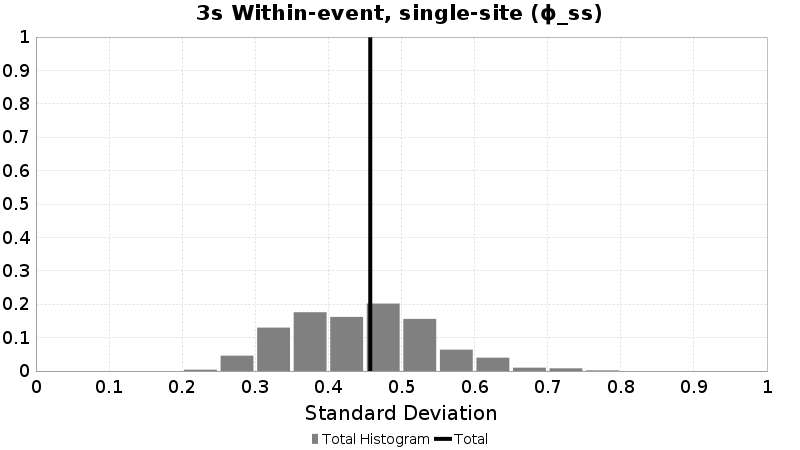 3s Within-event, single-site (ϕ_ss)
1
0.9
0.8
0.7
0.6
0.5
0.4
0.3
0.2
0.1
0
0 0.1 0.2 0.3 0.4 0.5 0.6 0.7 0.8 0.9 1
Standard Deviation
Total Histogram Total